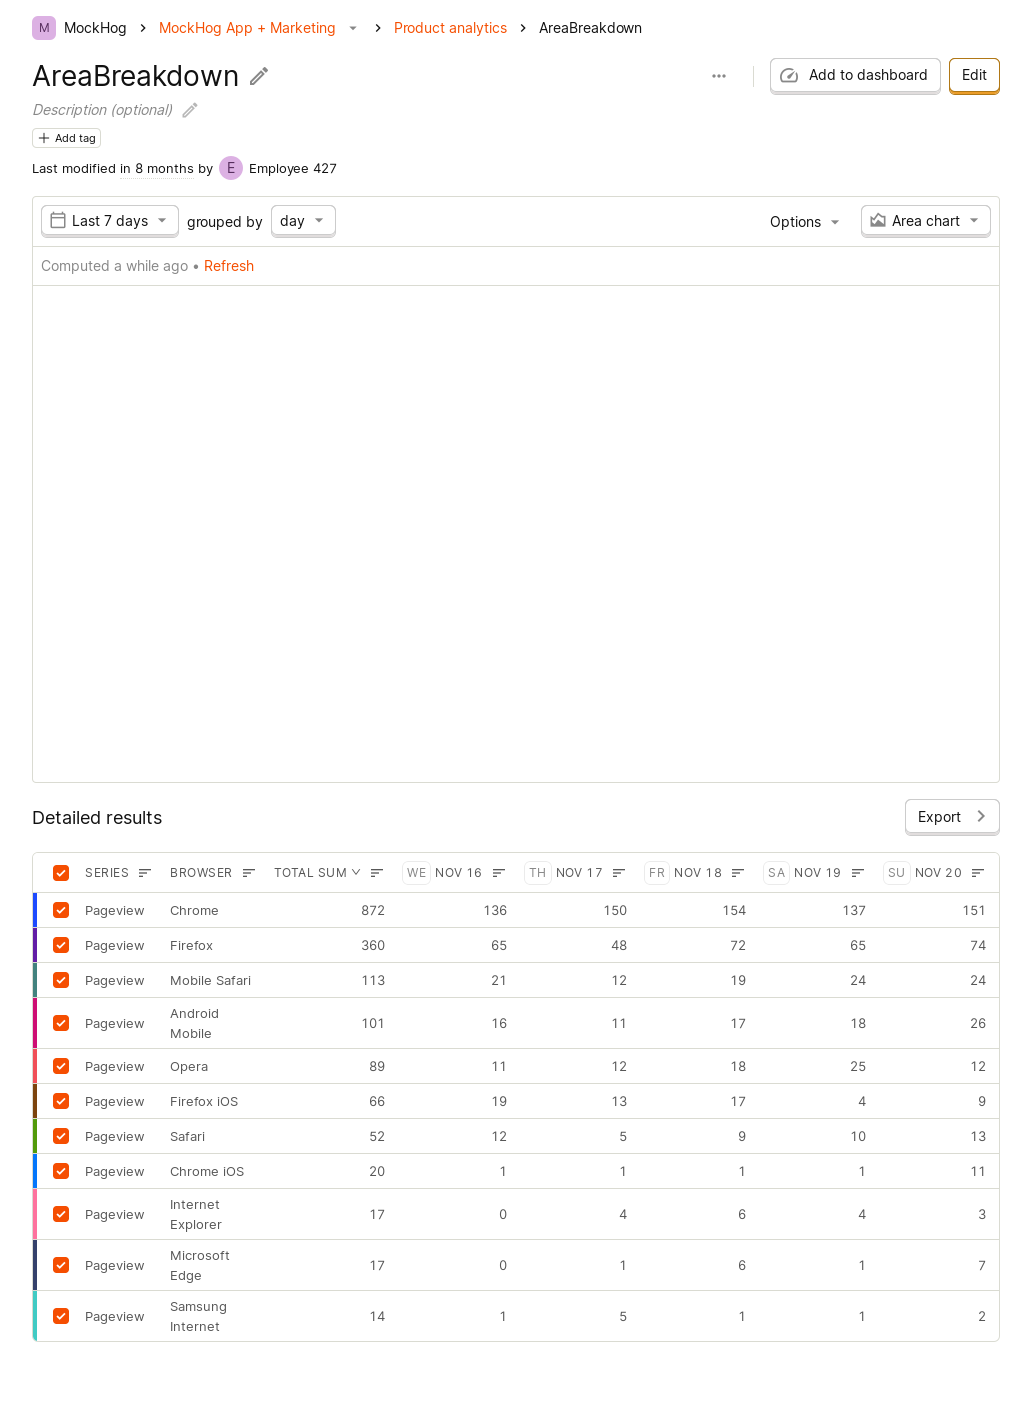 M MockHog MockHog App + Marketing Product analytics AreaBreakdown
AreaBreakdown
Add to dashboard Edit
Description (optional)
Add tag
Last modified in 8 months by E Employee 427
Last 7 days grouped by day Options Area chart
Computed a while ago • Refresh
Detailed results
Export
SERIES BROWSER TOTAL SUM WE NOV 16 TH NOV 17 FR NOV 18 SA NOV 19 SU NOV 20
Pageview Chrome 872 136 150 154 137 151
Pageview Firefox 360 65 48 72 65 74
Pageview Mobile Safari 113 21 12 19 24 24
Pageview Android Mobile 101 16 11 17 18 26
Pageview Opera 89 11 12 18 25 12
Pageview Firefox iOS 66 19 13 17 4 9
Pageview Safari 52 12 5 9 10 13
Pageview Chrome iOS 20 1 1 1 1 11
Pageview Internet Explorer 17 0 4 6 4 3
Pageview Microsoft Edge 17 0 1 6 1 7
Pageview Samsung Internet 14 1 5 1 1 2